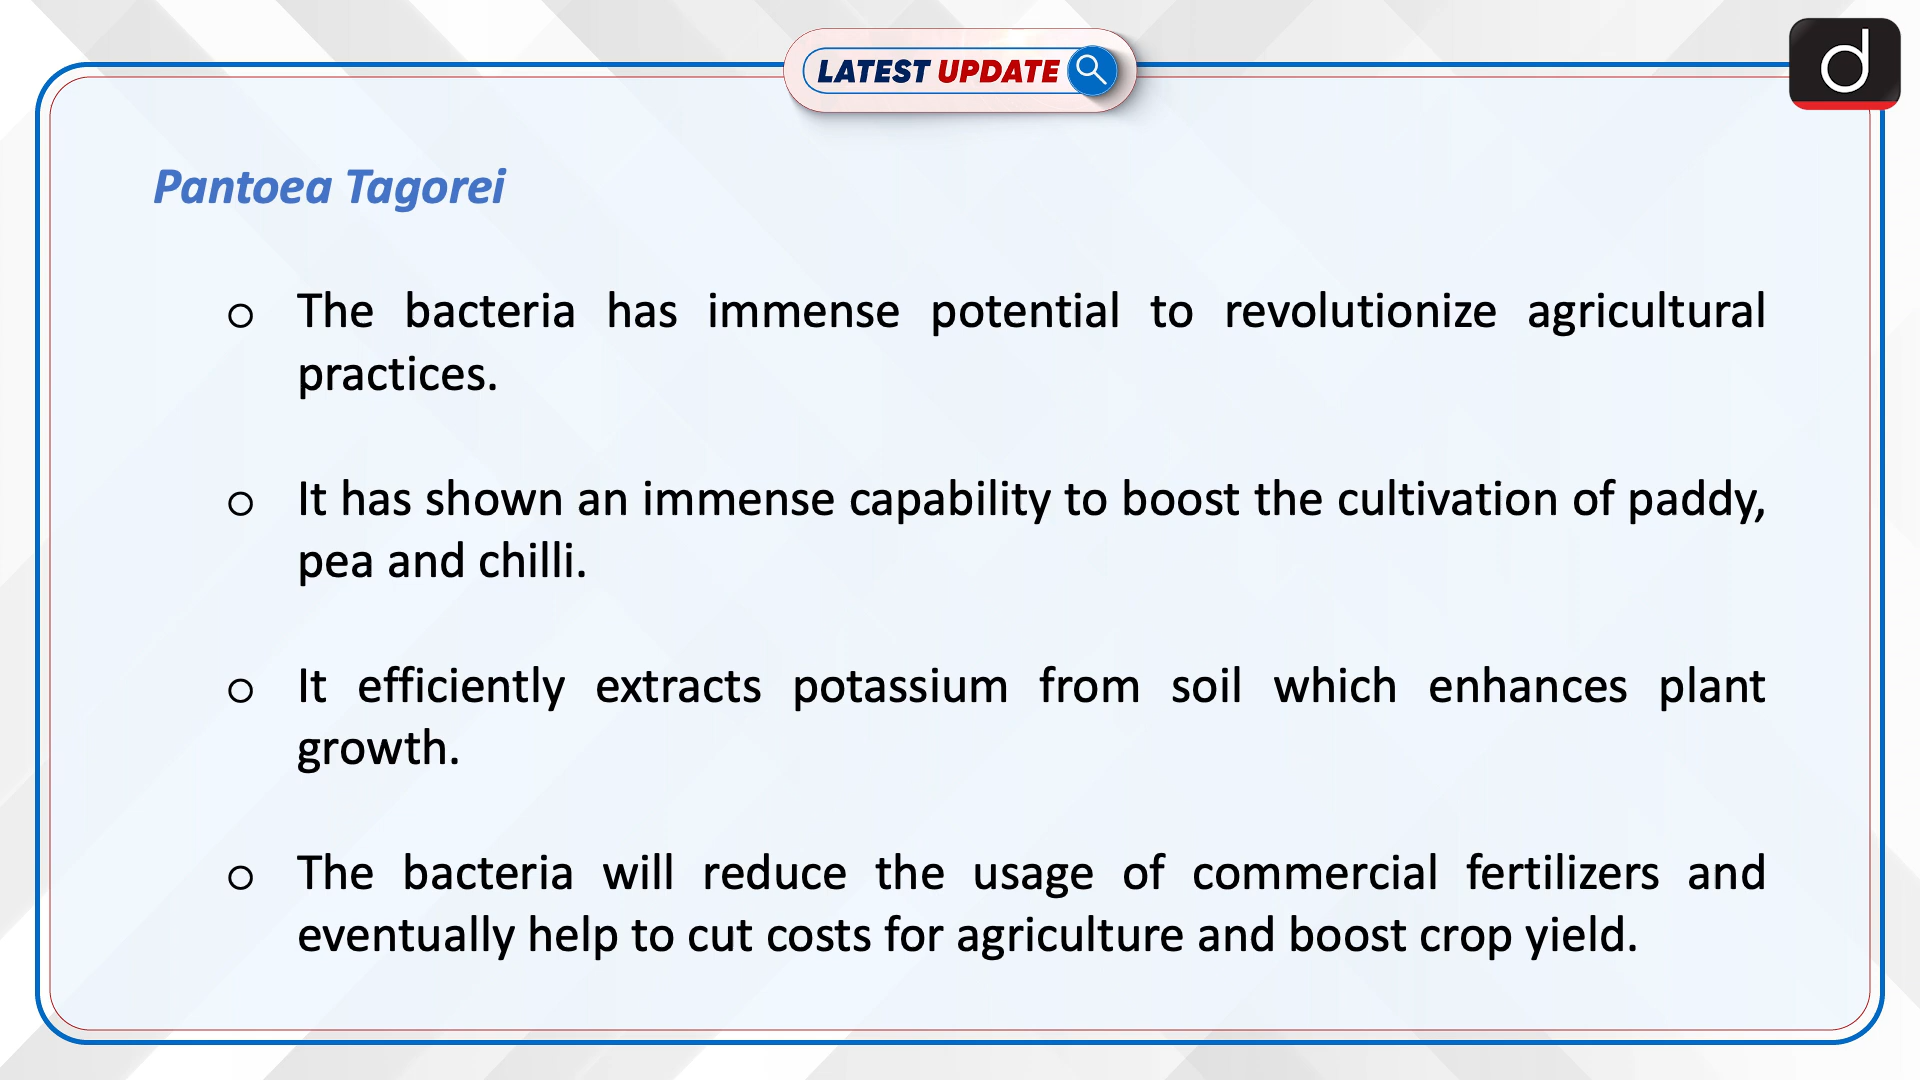 LATEST UPDATE
d
Pantoea Tagorei
o The bacteria has immense potential to revolutionize agricultural
practices.
o It has shown an immense capability to boost the cultivation of paddy,
pea and chilli.
o It efficiently extracts potassium from soil which enhances plant
growth.
o The bacteria will reduce the usage of commercial fertilizers and
eventually help to cut costs for agriculture and boost crop yield.